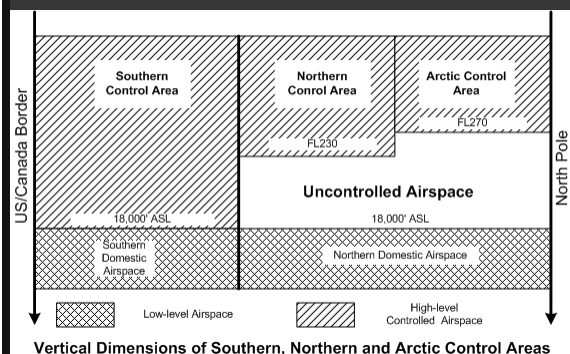 US/Canada Border
Southern
Control Area
Northern
Conrol Area
Arctic Control
Area
FL230
FL270
North Pole
Uncontrolled Airspace
18,000' ASL
18,000' ASL
Southern
Domestic
Airspace
Northern Domestic Airspace
Low-level Airspace
High-level
Controlled Airspace
Vertical Dimensions of Southern, Northern and Arctic Control Areas